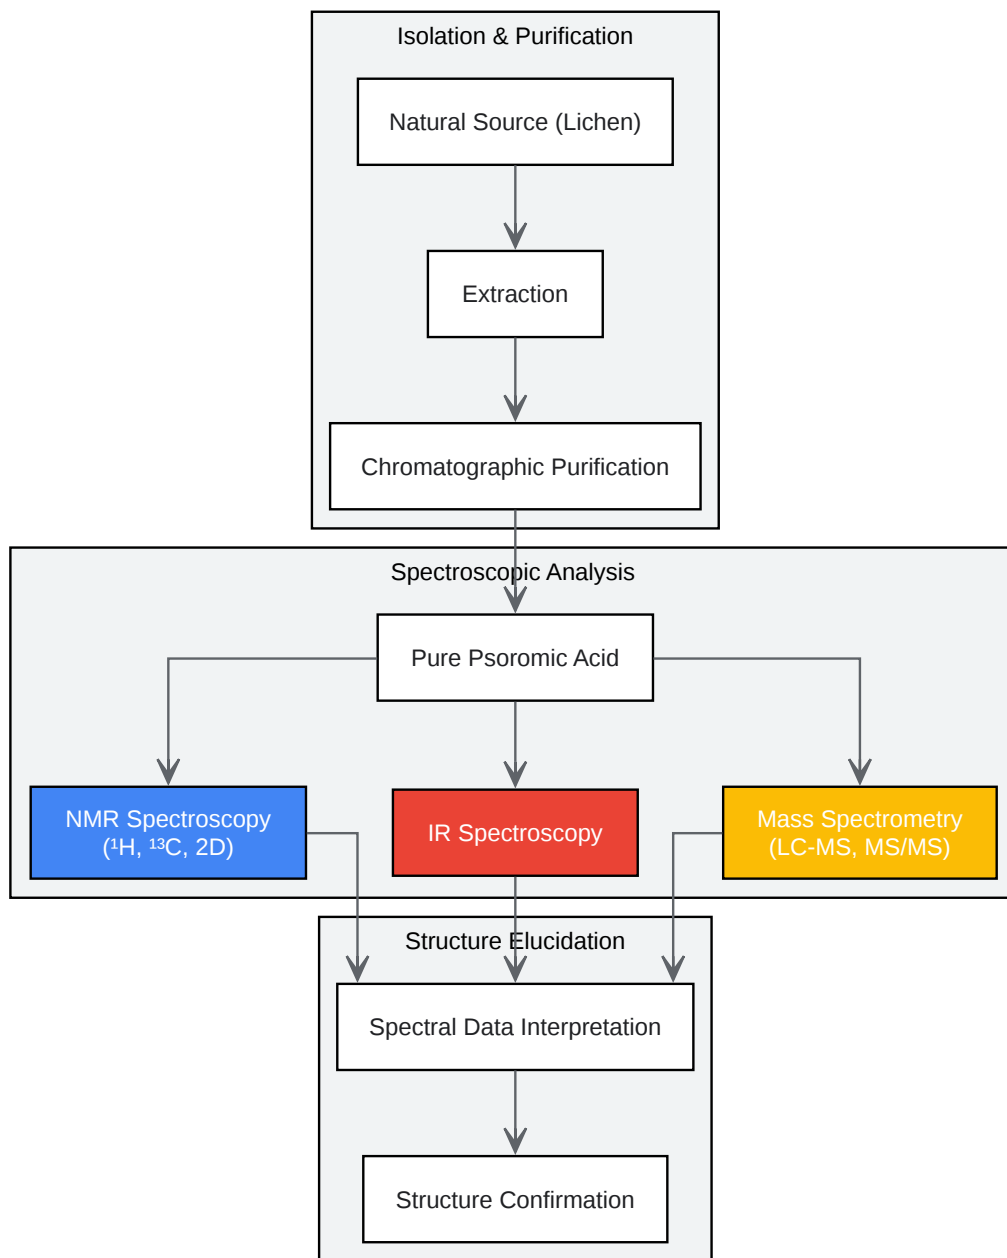 Isolation & Purification
Natural Source (Lichen)
Extraction
Chromatographic Purification
Spectroscopic Analysis
Pure Psoromic Acid
NMR Spectroscopy
(¹H, ¹³C, 2D)
IR Spectroscopy
Mass Spectrometry
(LC-MS, MS/MS)
Structure Elucidation
Spectral Data Interpretation
Structure Confirmation